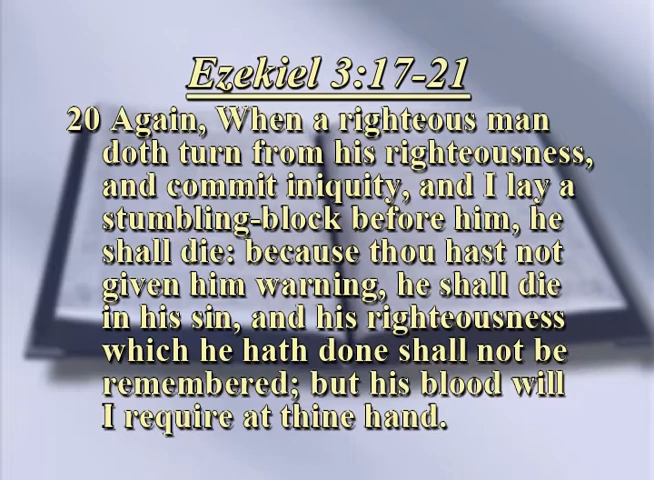 Ezekiel 3:17-21
20 Again, When a righteous man
doth turn from his righteousness,
and commit iniquity, and I lay a
stumbling-block before him, he
shall die: because thou hast not
given him warning, he shall die
in his sin, and his righteousness
which he hath done shall not be
remembered; but his blood will
I require at thine hand.